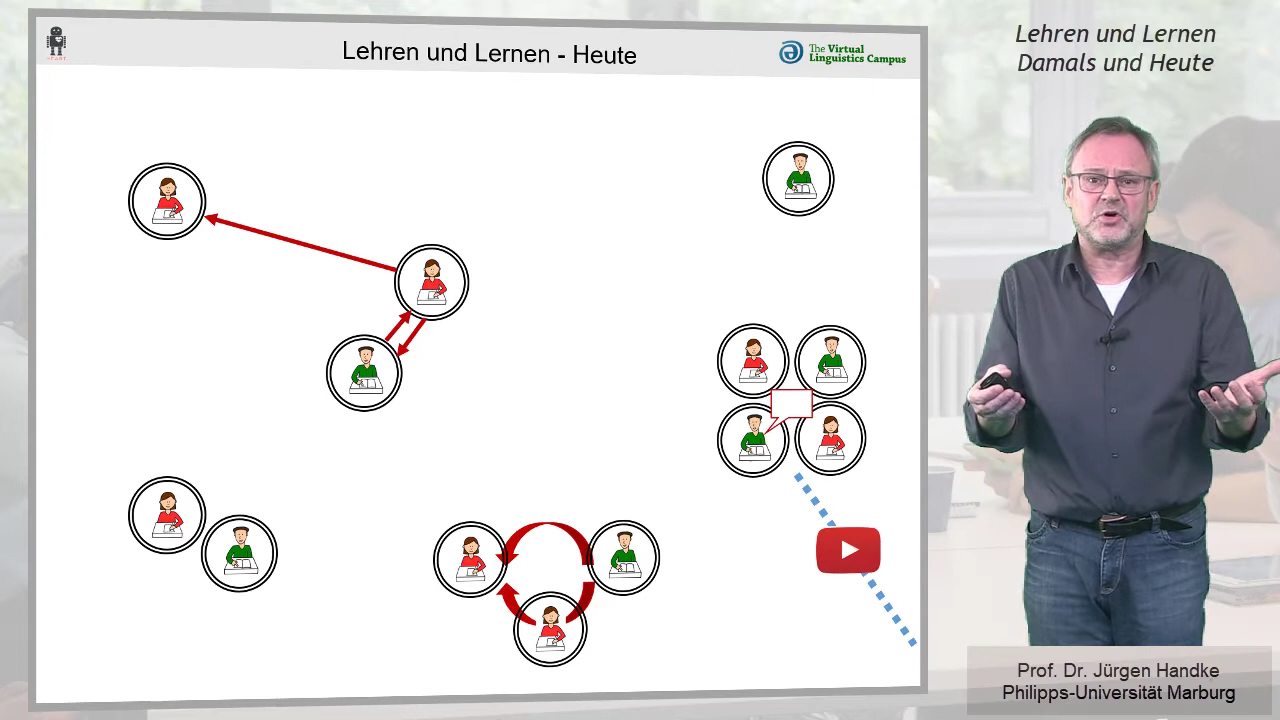 Lehren und Lernen - Heute
The Virtual
Linguistics Campus
Lehren und Lernen
Damals und Heute
Prof. Dr. Jürgen Handke
Philipps-Universität Marburg